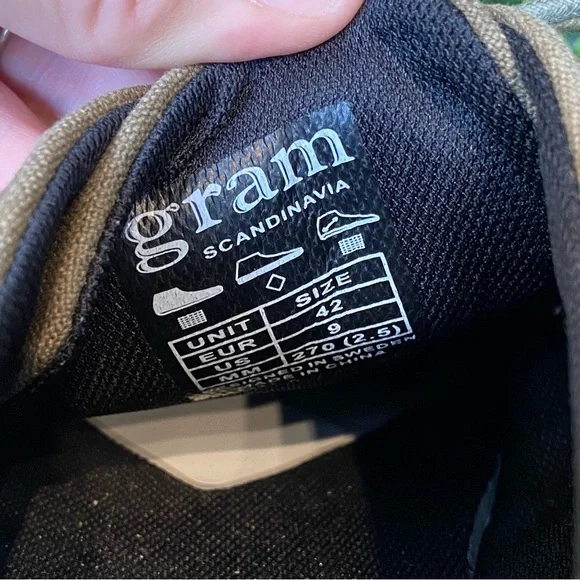 gram
SCANDINAVIA
UNIT SIZE
EUR 42
US 9
MM 270 (2.5)
DESIGNED IN SWEDEN
MADE IN CHINA